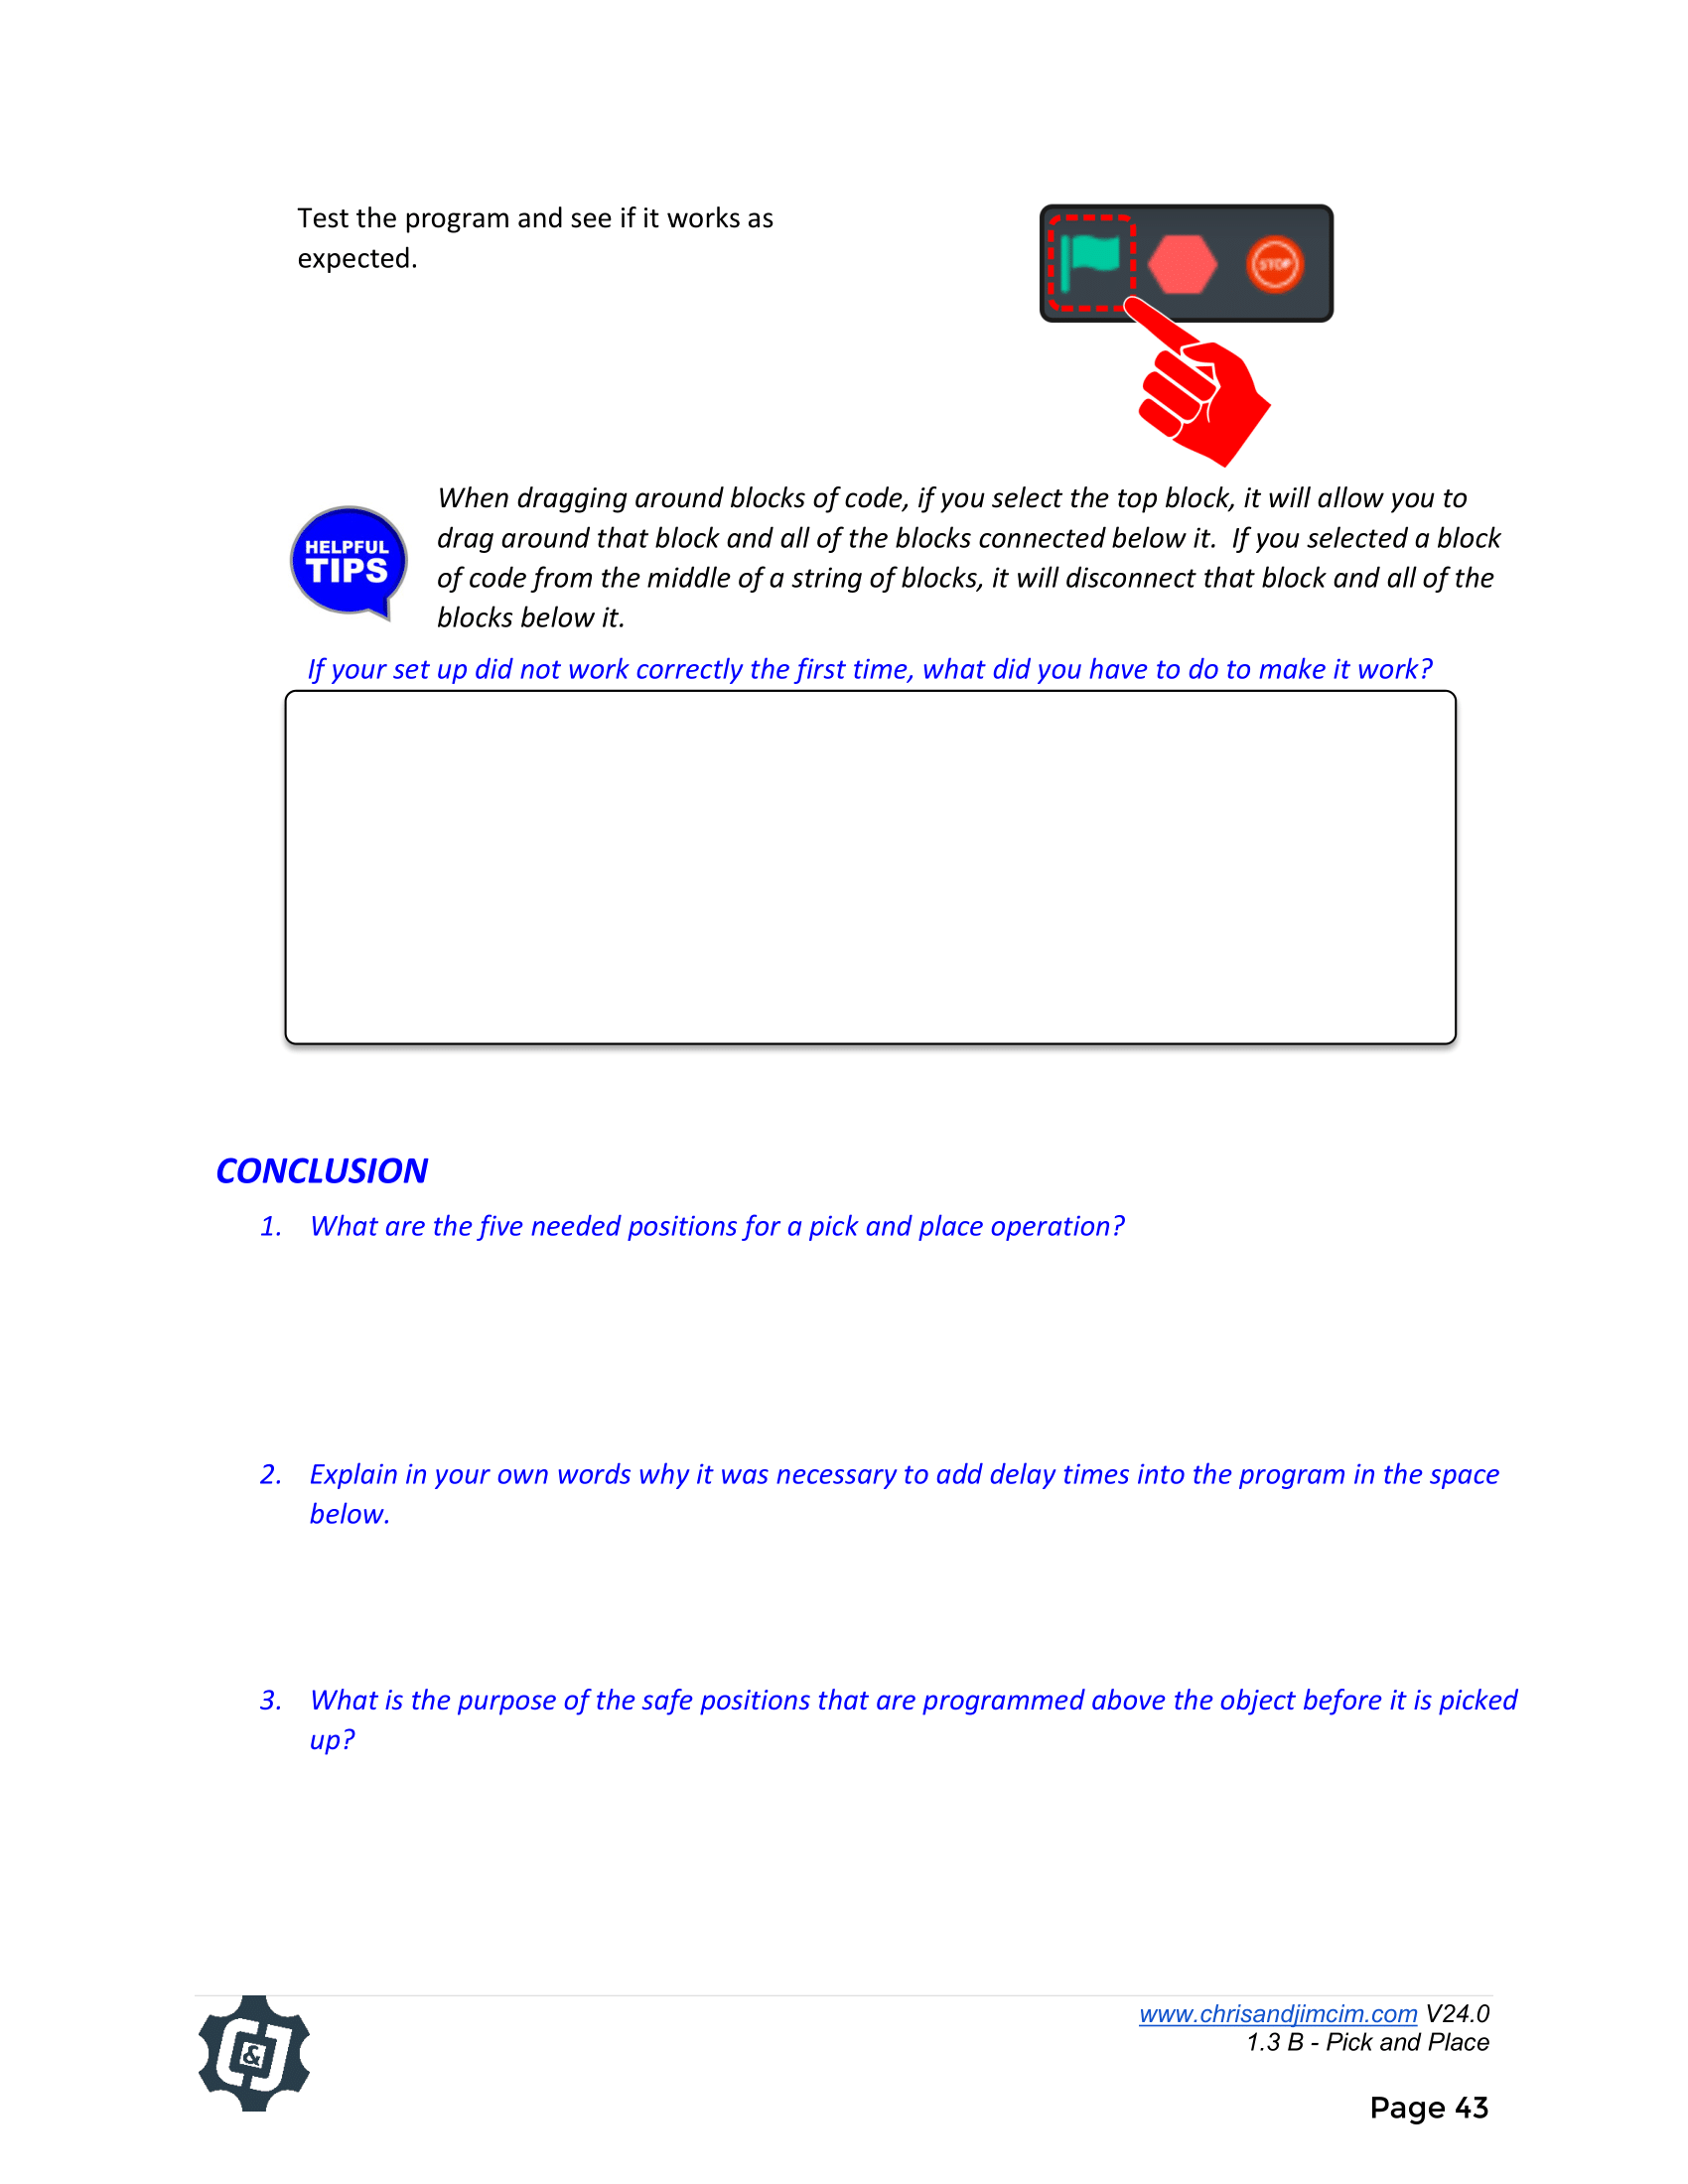 Test the program and see if it works as
expected.
STOP
HELPFUL
TIPS
When dragging around blocks of code, if you select the top block, it will allow you to
drag around that block and all of the blocks connected below it.  If you selected a block
of code from the middle of a string of blocks, it will disconnect that block and all of the
blocks below it.
If your set up did not work correctly the first time, what did you have to do to make it work?
CONCLUSION
1. What are the five needed positions for a pick and place operation?
2. Explain in your own words why it was necessary to add delay times into the program in the space
below.
3. What is the purpose of the safe positions that are programmed above the object before it is picked
up?
www.chrisandjimcim.com V24.0
1.3 B - Pick and Place
C&J
Page 43